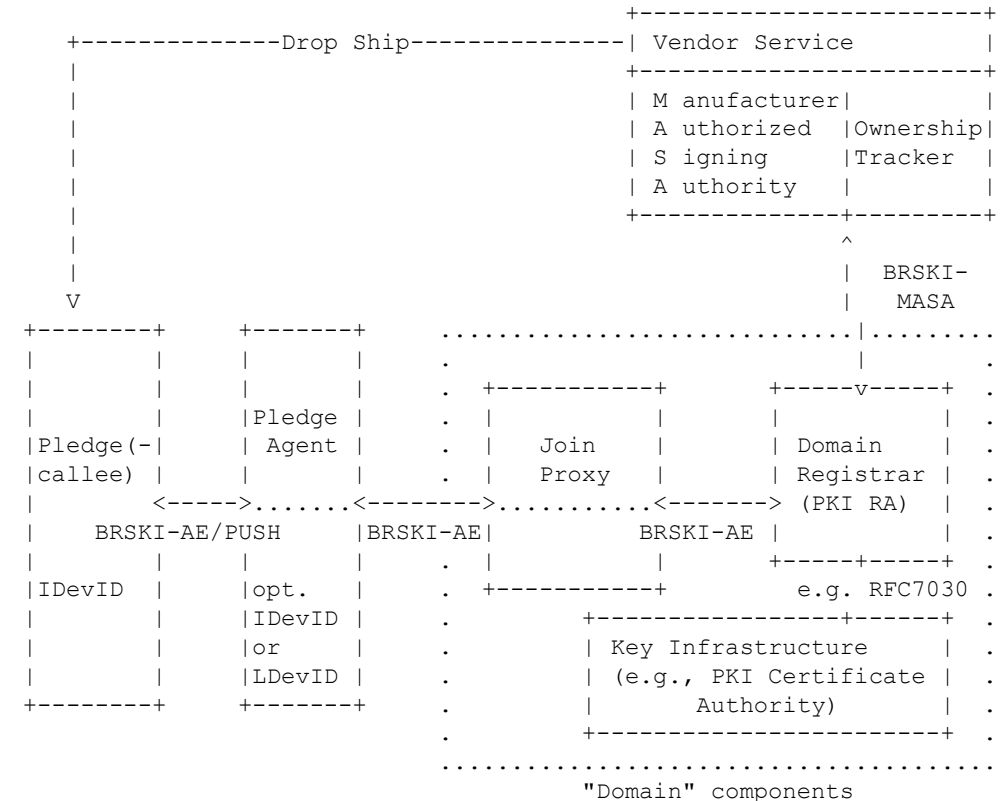 Drop Ship
Vendor Service
M anufacturer
A uthorized Ownership
S igning Tracker
A uthority
BRSKI-
V MASA
Pledge
Pledge(- Agent Join Domain
callee) Proxy Registrar
(PKI RA)
BRSKI-AE/PUSH BRSKI-AE BRSKI-AE
IDevID opt. e.g. RFC7030
IDevID
or Key Infrastructure
LDevID (e.g., PKI Certificate
Authority)
"Domain" components